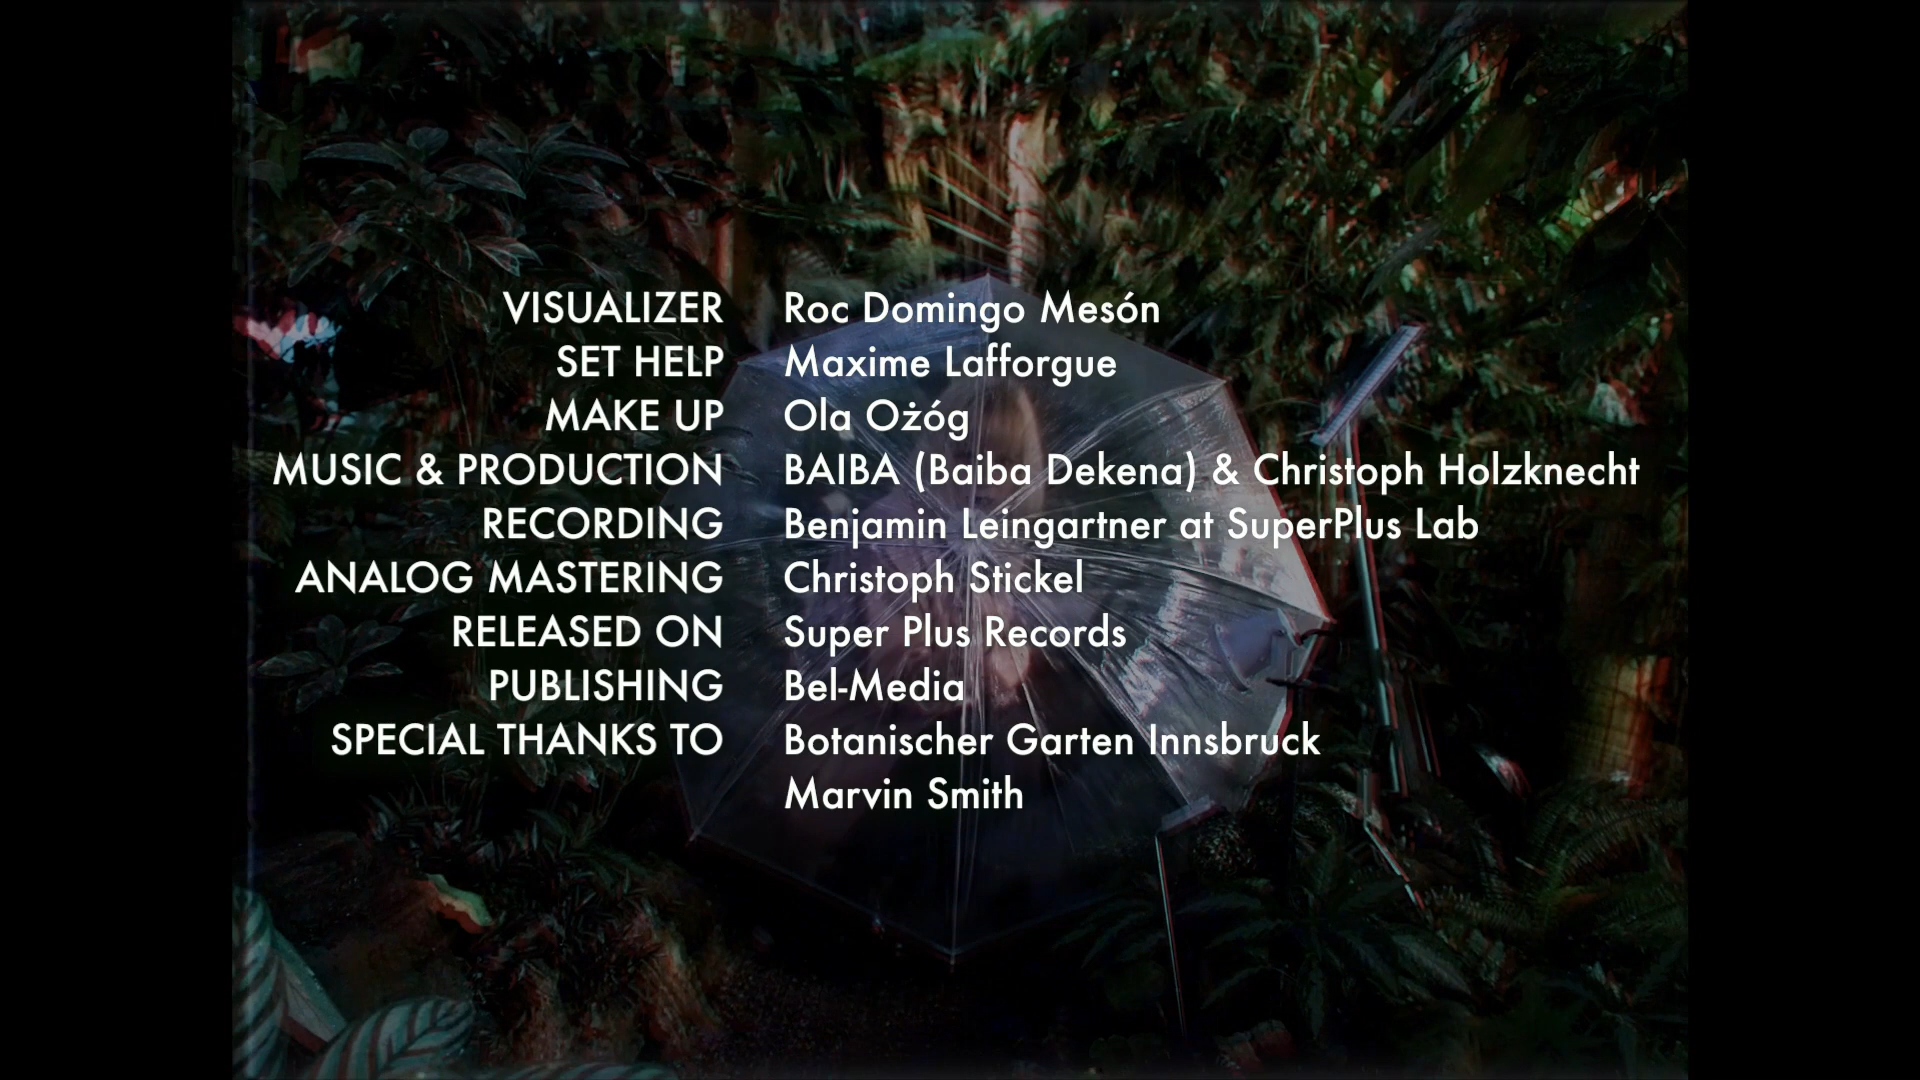 VISUALIZER Roc Domingo Mesón
SET HELP Maxime Lafforgue
MAKE UP Ola Ożóg
MUSIC & PRODUCTION BAIBA (Baiba Dekena) & Christoph Holzknecht
RECORDING Benjamin Leingartner at SuperPlus Lab
ANALOG MASTERING Christoph Stickel
RELEASED ON Super Plus Records
PUBLISHING Bel-Media
SPECIAL THANKS TO Botanischer Garten Innsbruck
Marvin Smith